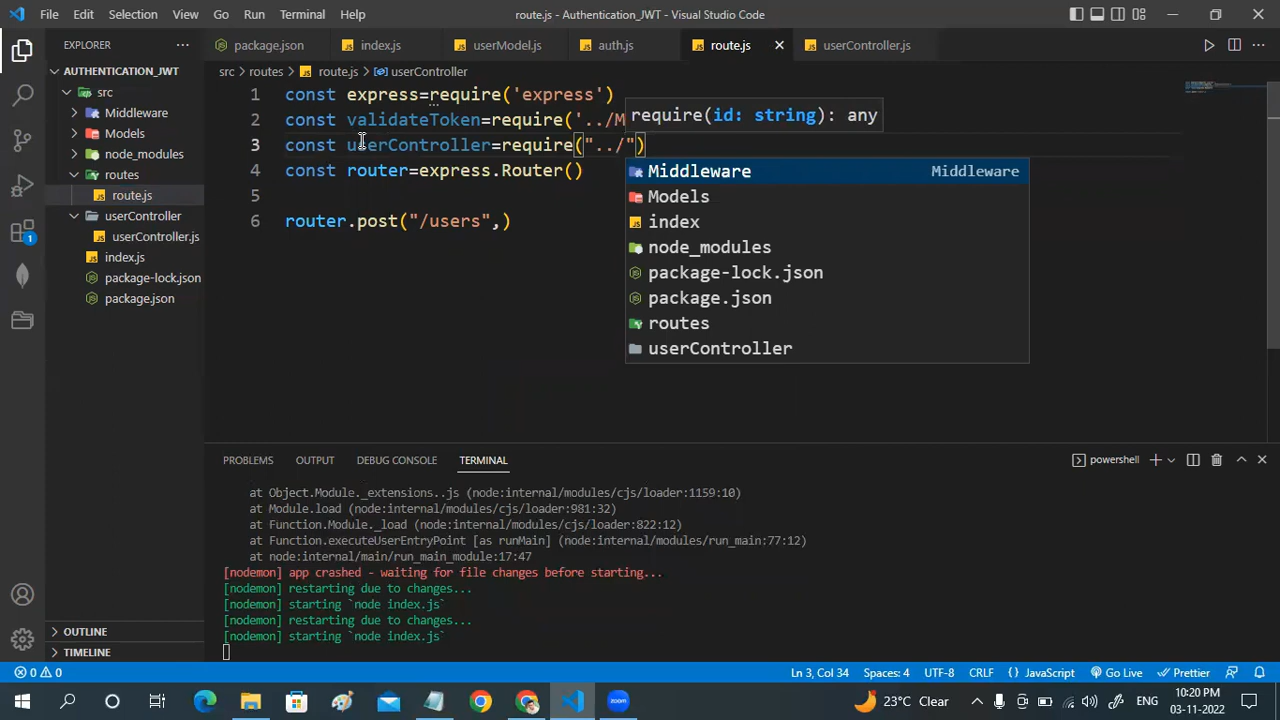 File Edit Selection View Go Run Terminal Help route.js - Authentication_JWT - Visual Studio Code
EXPLORER package.json index.js userModel.js auth.js route.js userController.js
AUTHENTICATION_JWT src routes route.js userController
src
Middleware
Models
node_modules
routes
route.js
userController
userController.js
index.js
package-lock.json
package.json
1 const express=require('express')
2 const validateToken=require('../M
require(id: string): any
3 const userController=require("../")
4 const router=express.Router()
5
6 router.post("/users",)
Middleware Middleware
Models
index
node_modules
package-lock.json
package.json
routes
userController
1
PROBLEMS OUTPUT DEBUG CONSOLE TERMINAL powershell
at Object.Module._extensions..js (node:internal/modules/cjs/loader:1159:10)
at Module.load (node:internal/modules/cjs/loader:981:32)
at Function.Module._load (node:internal/modules/cjs/loader:822:12)
at Function.executeUserEntryPoint [as runMain] (node:internal/modules/run_main:77:12)
at node:internal/main/run_main_module:17:47
[nodemon] app crashed - waiting for file changes before starting...
[nodemon] restarting due to changes...
[nodemon] starting `node index.js`
[nodemon] restarting due to changes...
[nodemon] starting `node index.js`
OUTLINE
TIMELINE
0 0 Ln 3, Col 34 Spaces: 4 UTF-8 CRLF JavaScript Go Live Prettier
23°C Clear ENG 10:20 PM
03-11-2022